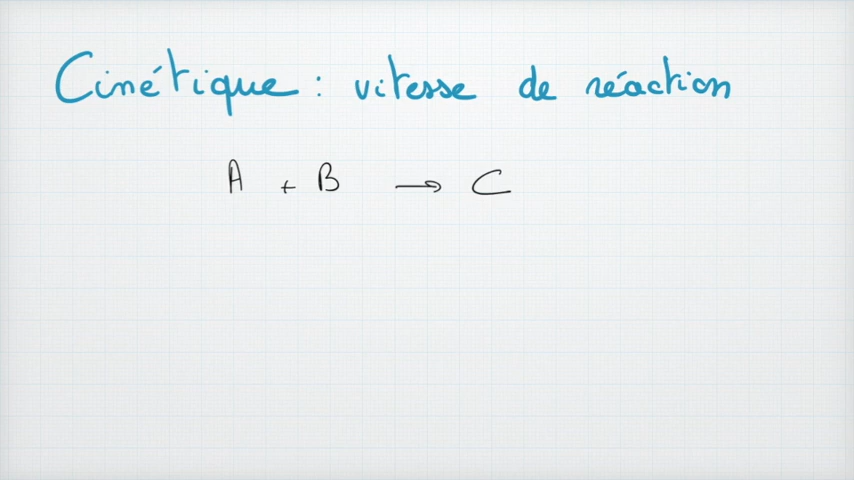 Cinétique : vitesse de réaction
A + B → C